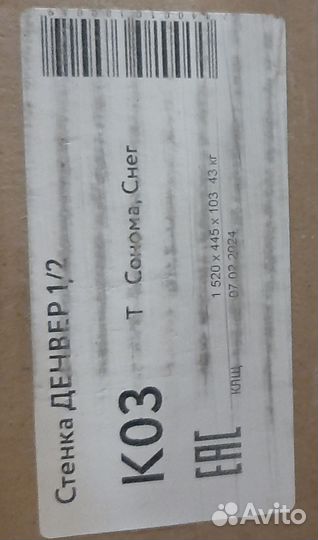 Стенка ДЕНВЕР 1/2
К03 Т Сонома, Снег
1 520 х 445 х 103 43 кг
07.02.2024
КЛЩ
ЕАС
Avito